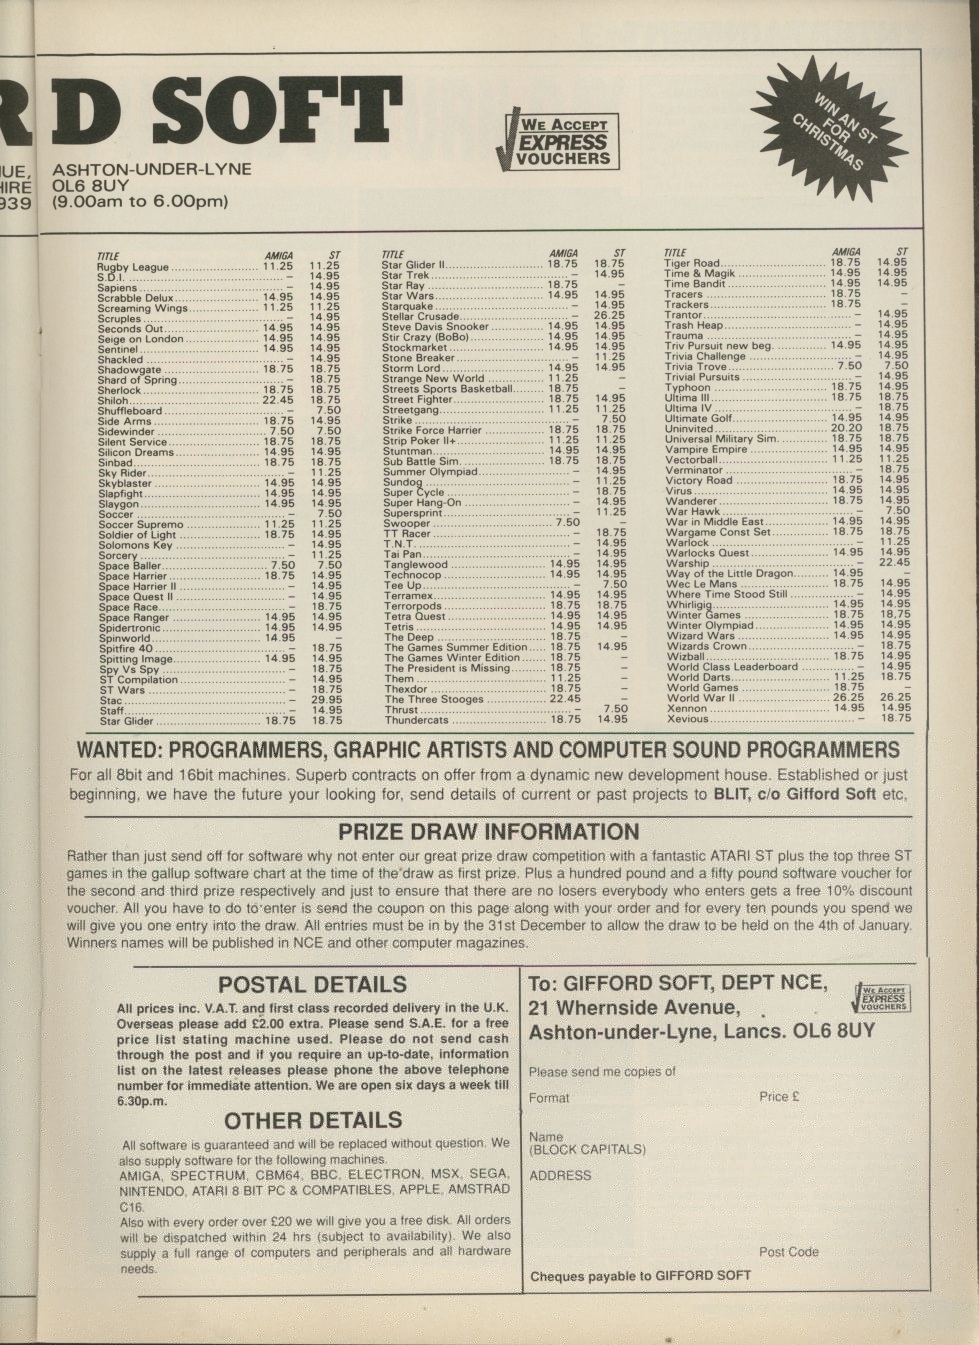 RD SOFT
WE ACCEPT
EXPRESS
VOUCHERS
WIN AN ST
FOR
CHRISTMAS
UE, ASHTON-UNDER-LYNE
HIRE OL6 8UY
939 (9.00am to 6.00pm)
TITLE AMIGA ST
Rugby League 11.25 11.25
S.D.I. – 14.95
Sapiens – 14.95
Scrabble Delux 14.95 14.95
Screaming Wings 11.25 11.25
Scruples – 14.95
Seconds Out 14.95 14.95
Seige on London 14.95 14.95
Sentinel 14.95 14.95
Shackled – 14.95
Shadowgate 18.75 18.75
Shard of Spring – 18.75
Sherlock 18.75 18.75
Shiloh 22.45 18.75
Shuffleboard – 7.50
Side Arms 18.75 14.95
Sidewinder 7.50 7.50
Silent Service 18.75 18.75
Silicon Dreams 14.95 14.95
Sinbad 18.75 18.75
Sky Rider – 11.25
Skyblaster 14.95 14.95
Slapfight 14.95 14.95
Slaygon 14.95 14.95
Soccer – 7.50
Soccer Supremo 11.25 11.25
Soldier of Light 18.75 14.95
Solomons Key – 14.95
Sorcery – 11.25
Space Baller 7.50 7.50
Space Harrier 18.75 14.95
Space Harrier II – 14.95
Space Quest II – 14.95
Space Race – 18.75
Space Ranger 14.95 14.95
Spidertronic 14.95 14.95
Spinworld 14.95 –
Spitfire 40 – 18.75
Spitting Image 14.95 14.95
Spy Vs Spy – 18.75
ST Compilation – 14.95
ST Wars – 18.75
Stac – 29.95
Staff – 14.95
Star Glider 18.75 18.75
TITLE AMIGA ST
Star Glider II 18.75 18.75
Star Trek – 14.95
Star Ray 18.75 –
Star Wars 14.95 14.95
Starquake – 14.95
Stellar Crusade – 26.25
Steve Davis Snooker 14.95 14.95
Stir Crazy (BoBo) 14.95 14.95
Stockmarket 14.95 14.95
Stone Breaker – 11.25
Storm Lord 14.95 14.95
Strange New World 11.25 –
Streets Sports Basketball 18.75 –
Street Fighter 18.75 14.95
Streetgang 11.25 11.25
Strike – 7.50
Strike Force Harrier 18.75 18.75
Strip Poker II+ 11.25 11.25
Stuntman 14.95 14.95
Sub Battle Sim. 18.75 18.75
Summer Olympiad – 14.95
Sundog – 11.25
Super Cycle – 18.75
Super Hang-On – 14.95
Supersprint – 11.25
Swooper 7.50 –
TT Racer – 18.75
T.N.T. – 14.95
Tai Pan – 14.95
Tanglewood 14.95 14.95
Technocop 14.95 14.95
Tee Up – 7.50
Terramex 14.95 14.95
Terrorpods 18.75 18.75
Tetra Quest 14.95 14.95
Tetris 14.95 14.95
The Deep 18.75 –
The Games Summer Edition 18.75 14.95
The Games Winter Edition 18.75 –
The President is Missing 18.75 –
Them 11.25 –
Thexdor 18.75 –
The Three Stooges 22.45 –
Thrust – 7.50
Thundercats 18.75 14.95
TITLE AMIGA ST
Tiger Road 18.75 14.95
Time & Magik 14.95 14.95
Time Bandit 14.95 14.95
Tracers 18.75 –
Trackers 18.75 –
Trantor – 14.95
Trash Heap – 14.95
Trauma – 14.95
Triv Pursuit new beg. 14.95 14.95
Trivia Challenge – 14.95
Trivia Trove 7.50 7.50
Trivial Pursuits – 14.95
Typhoon 18.75 14.95
Ultima III 18.75 18.75
Ultima IV – 18.75
Ultimate Golf 14.95 14.95
Uninvited 20.20 18.75
Universal Military Sim. 18.75 18.75
Vampire Empire 14.95 14.95
Vectorball 11.25 11.25
Verminator – 18.75
Victory Road 18.75 14.95
Virus 14.95 14.95
Wanderer 18.75 14.95
War Hawk – 7.50
War in Middle East 14.95 14.95
Wargame Const Set 18.75 18.75
Warlock – 11.25
Warlocks Quest 14.95 14.95
Warship – 22.45
Way of the Little Dragon 14.95 –
Wec Le Mans 18.75 14.95
Where Time Stood Still – 14.95
Whirligig 14.95 14.95
Winter Games 18.75 18.75
Winter Olympiad 14.95 14.95
Wizard Wars 14.95 14.95
Wizards Crown – 18.75
Wizball 18.75 14.95
World Class Leaderboard – 14.95
World Darts 11.25 18.75
World Games 18.75 –
World War II 26.25 26.25
Xennon 14.95 14.95
Xevious – 18.75
WANTED: PROGRAMMERS, GRAPHIC ARTISTS AND COMPUTER SOUND PROGRAMMERS
For all 8bit and 16bit machines. Superb contracts on offer from a dynamic new development house. Established or just
beginning, we have the future your looking for, send details of current or past projects to BLIT, c/o Gifford Soft etc,
PRIZE DRAW INFORMATION
Rather than just send off for software why not enter our great prize draw competition with a fantastic ATARI ST plus the top three ST
games in the gallup software chart at the time of the draw as first prize. Plus a hundred pound and a fifty pound software voucher for
the second and third prize respectively and just to ensure that there are no losers everybody who enters gets a free 10% discount
voucher. All you have to do to enter is send the coupon on this page along with your order and for every ten pounds you spend we
will give you one entry into the draw. All entries must be in by the 31st December to allow the draw to be held on the 4th of January.
Winners names will be published in NCE and other computer magazines.
POSTAL DETAILS
All prices inc. V.A.T. and first class recorded delivery in the U.K.
Overseas please add £2.00 extra. Please send S.A.E. for a free
price list stating machine used. Please do not send cash
through the post and if you require an up-to-date, information
list on the latest releases please phone the above telephone
number for immediate attention. We are open six days a week till
6.30p.m.
OTHER DETAILS
All software is guaranteed and will be replaced without question. We
also supply software for the following machines.
AMIGA, SPECTRUM, CBM64, BBC, ELECTRON, MSX, SEGA,
NINTENDO, ATARI 8 BIT PC & COMPATIBLES, APPLE, AMSTRAD
C16.
Also with every order over £20 we will give you a free disk. All orders
will be dispatched within 24 hrs (subject to availability). We also
supply a full range of computers and peripherals and all hardware
needs.
To: GIFFORD SOFT, DEPT NCE,
21 Whernside Avenue,
Ashton-under-Lyne, Lancs. OL6 8UY
WE ACCEPT
EXPRESS
VOUCHERS
Please send me copies of
Format Price £
Name
(BLOCK CAPITALS)
ADDRESS
Post Code
Cheques payable to GIFFORD SOFT